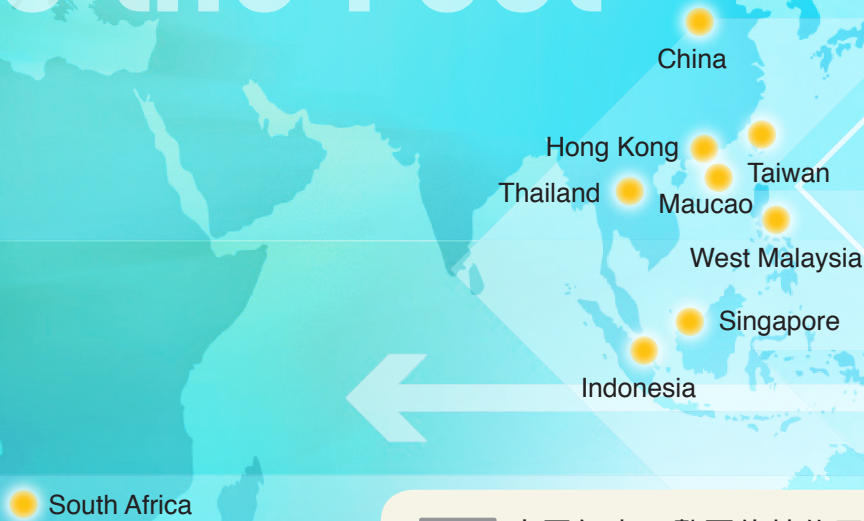 China
Hong Kong
Taiwan
Thailand
Maucao
West Malaysia
Singapore
Indonesia
South Africa